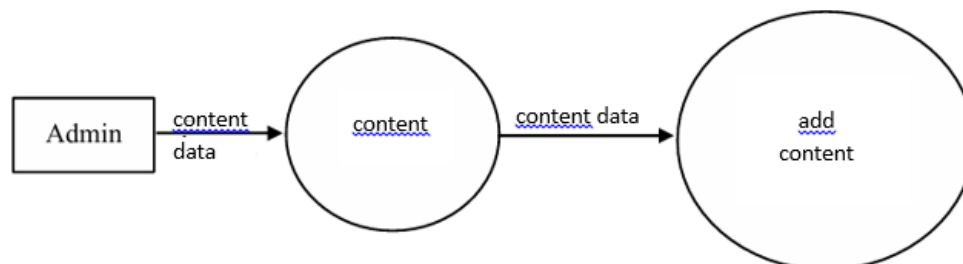 Admin
content
data
content
content data
add
content